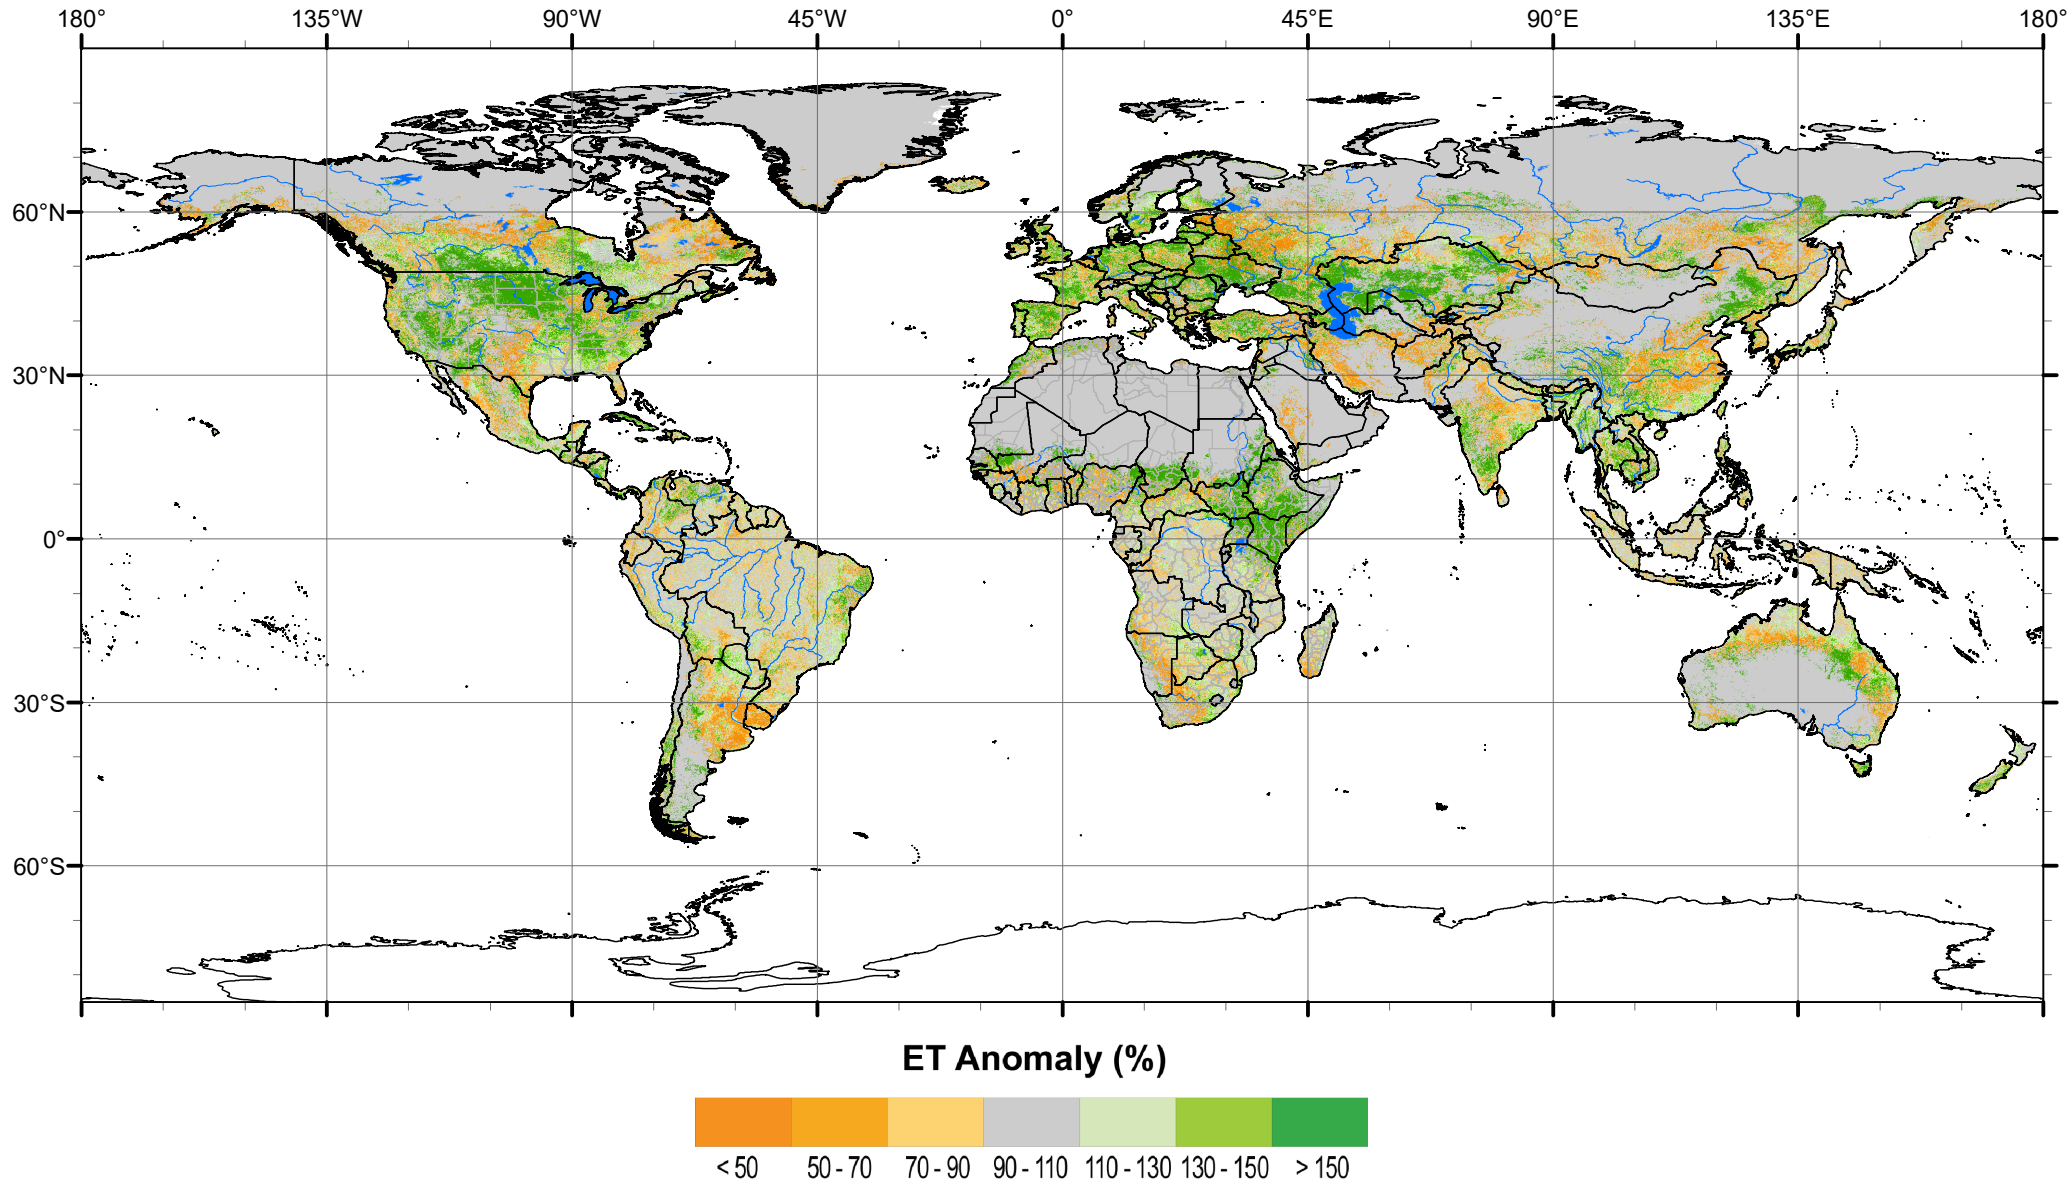 180° 135°W 90°W 45°W 0° 45°E 90°E 135°E 180°
60°N
30°N
0°
30°S
60°S
ET Anomaly (%)
< 50 50 - 70 70 - 90 90 - 110 110 - 130 130 - 150 > 150